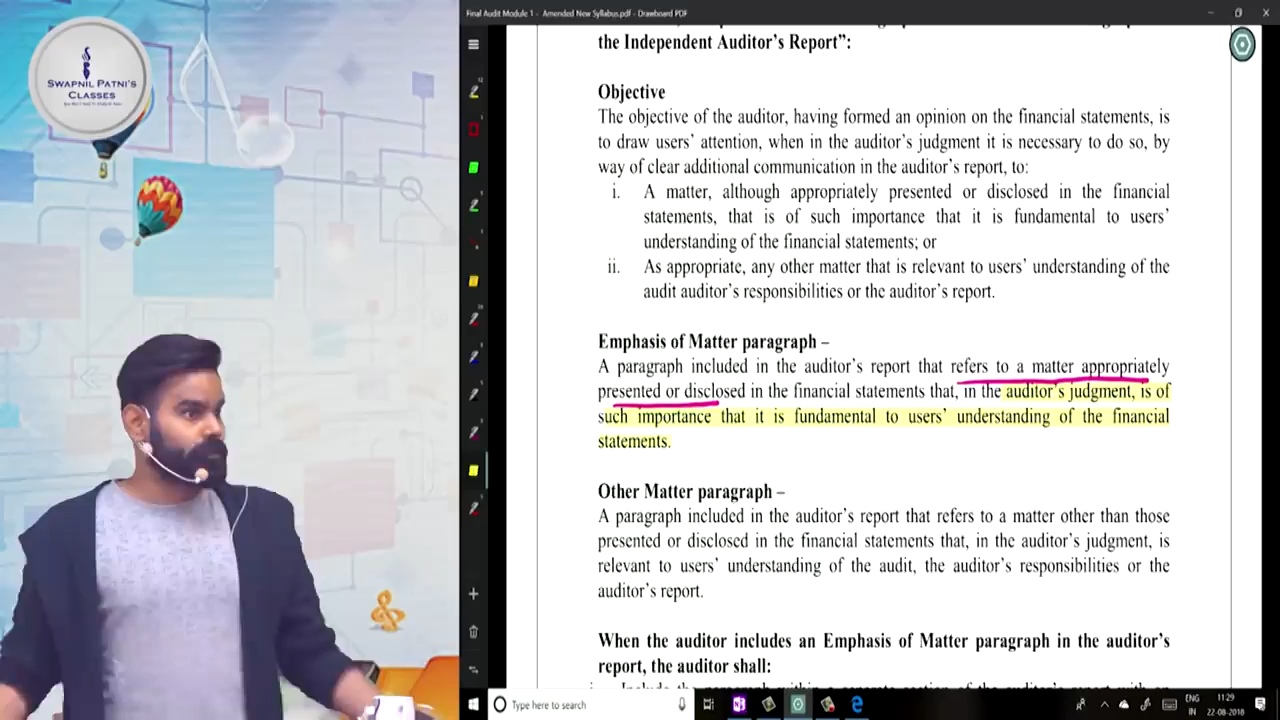 Final Audit Module 1 - Amended New Syllabus.pdf - Drawboard PDF
SWAPNIL PATNI'S
CLASSES
the Independent Auditor's Report”:
Objective
The objective of the auditor, having formed an opinion on the financial statements, is
to draw users' attention, when in the auditor's judgment it is necessary to do so, by
way of clear additional communication in the auditor's report, to:
i. A matter, although appropriately presented or disclosed in the financial
statements, that is of such importance that it is fundamental to users'
understanding of the financial statements; or
ii. As appropriate, any other matter that is relevant to users' understanding of the
audit auditor's responsibilities or the auditor's report.
Emphasis of Matter paragraph –
A paragraph included in the auditor's report that refers to a matter appropriately
presented or disclosed in the financial statements that, in the auditor's judgment, is of
such importance that it is fundamental to users' understanding of the financial
statements.
Other Matter paragraph –
A paragraph included in the auditor's report that refers to a matter other than those
presented or disclosed in the financial statements that, in the auditor's judgment, is
relevant to users' understanding of the audit, the auditor's responsibilities or the
auditor's report.
When the auditor includes an Emphasis of Matter paragraph in the auditor's
report, the auditor shall:
Type here to search
ENG
IN
11:29
22-08-2018